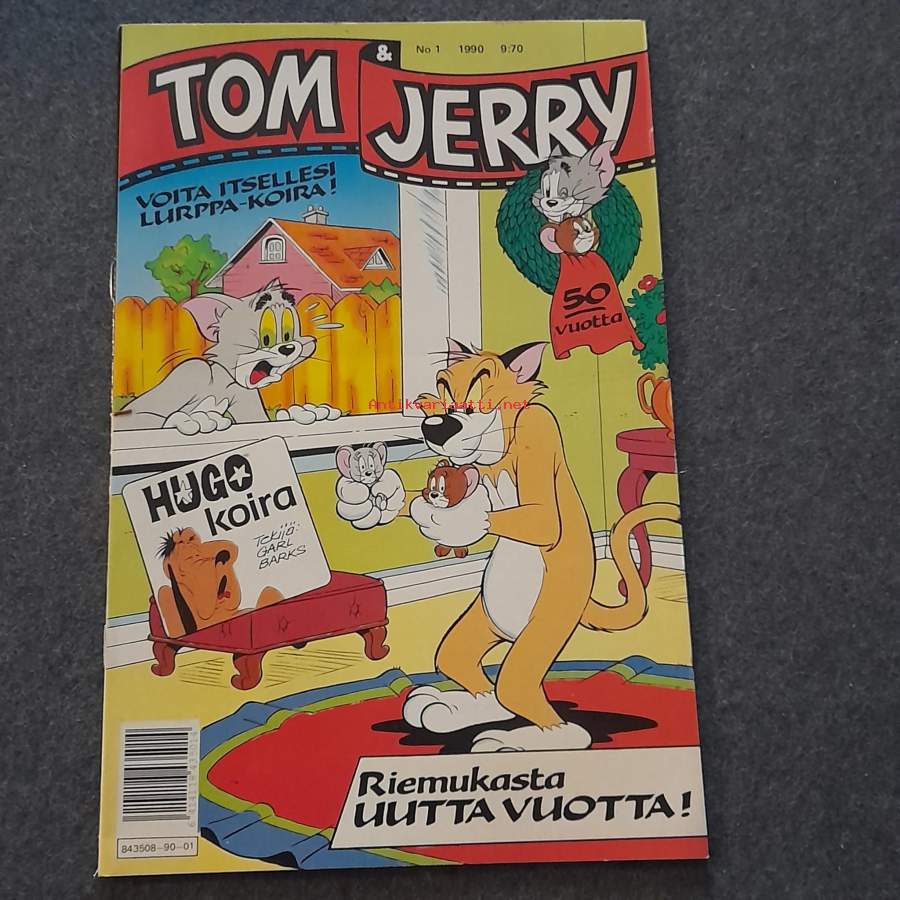 No 1 1990 9:70
TOM & JERRY
VOITA ITSELLESI
LURPPA-KOIRA!
50
vuotta
Antikvariaatti.net
HUGO
koira
Tekijä:
CARL
BARKS
Riemukasta
UUTTA VUOTTA!
843508-90-01